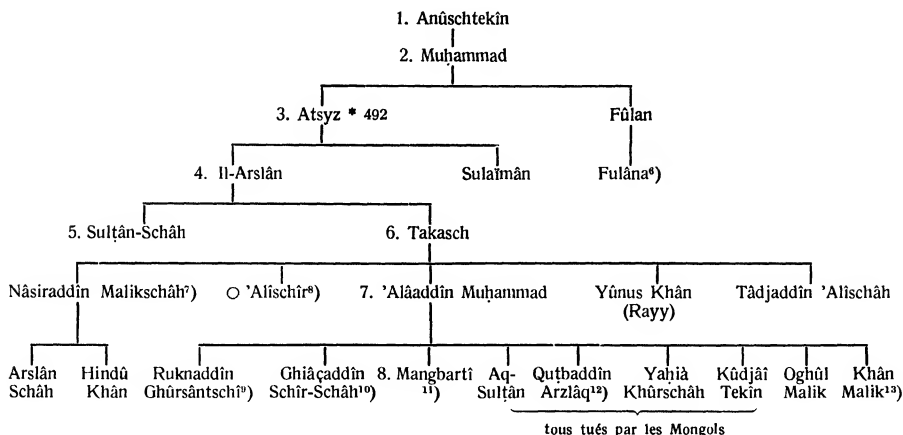 1. Anûschtekîn
2. Muḥammad
3. Atsyz * 492 Fûlan
4. Il-Arslân Sulaïmân Fulâna⁶)
5. Sulṭân-Schâh 6. Takasch
Nâsiraddîn Malikschâh⁷) ○ 'Alîschîr⁸) 7. 'Alâaddîn Muḥammad Yûnus Khân Tâdjaddîn 'Alîschâh
(Rayy)
Arslân Hindû Ruknaddîn Ghiâçaddîn 8. Mangbartî Aq- Quṭbaddîn Yaḥià Kûdjâî Oghûl Khân
Schâh Khân Ghûrsântschî⁹) Schîr-Schâh¹⁰) ¹¹) Sulṭân Arzlâq¹²) Khûrschâh Tekîn Malik Malik¹³)
tous tués par les Mongols